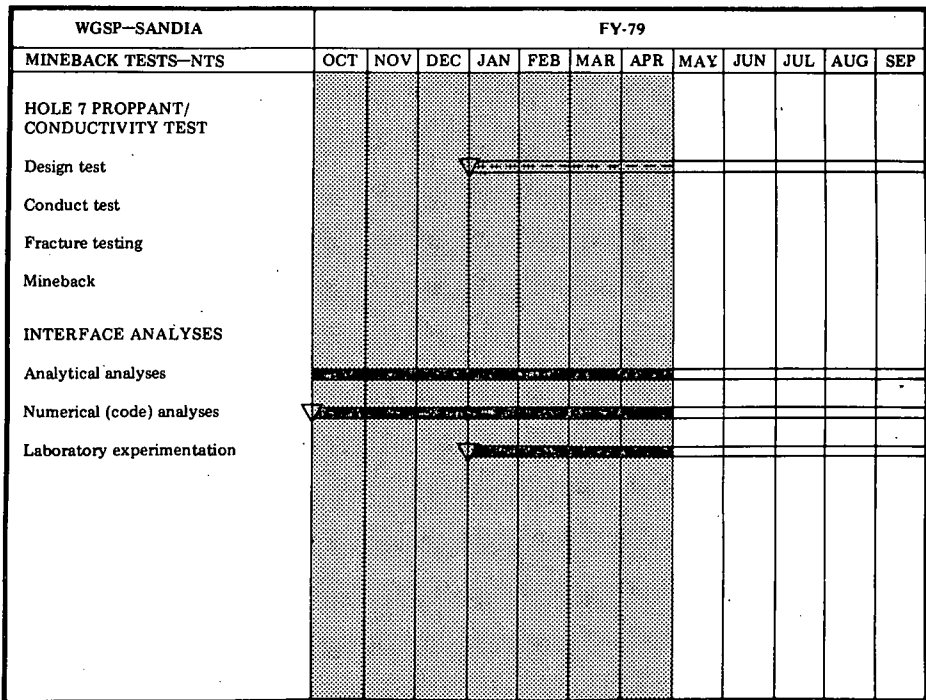 WGSP—SANDIA
FY-79
MINEBACK TESTS—NTS
OCT NOV DEC JAN FEB MAR APR MAY JUN JUL AUG SEP
HOLE 7 PROPPANT/
CONDUCTIVITY TEST
Design test
Conduct test
Fracture testing
Mineback
INTERFACE ANALYSES
Analytical analyses
Numerical (code) analyses
Laboratory experimentation